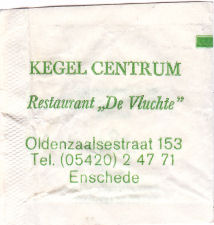 KEGEL CENTRUM
Restaurant „De Vluchte”
Oldenzaalsestraat 153
Tel. (05420) 2 47 71
Enschede